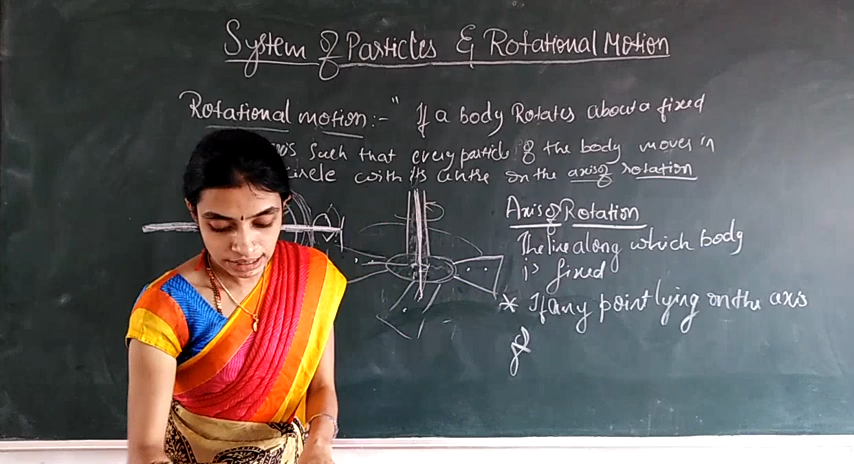 System of Particles & Rotational Motion
Rotational motion:- " If a body Rotates about a fixed
such that every particle of the body moves in
circle with its centre on the axis of rotation
Axis of Rotation
The line along which body
is fixed
* If any point lying on the axis
of